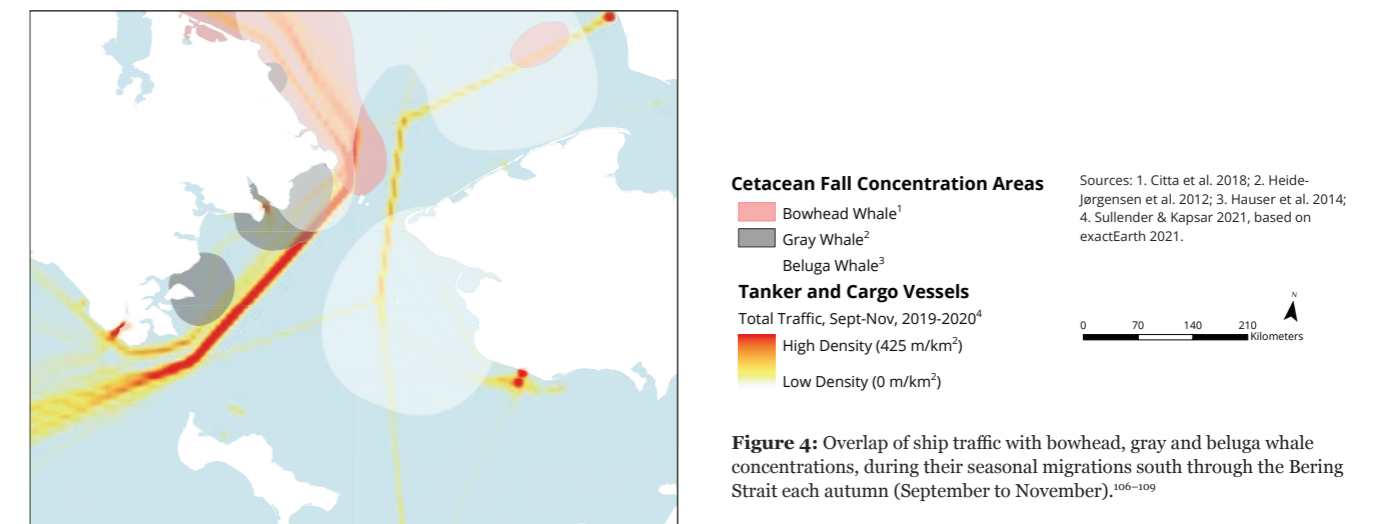 Cetacean Fall Concentration Areas
Bowhead Whale¹
Gray Whale²
Beluga Whale³
Tanker and Cargo Vessels
Total Traffic, Sept-Nov, 2019-2020⁴
High Density (425 m/km²)
Low Density (0 m/km²)
Sources: 1. Citta et al. 2018; 2. Heide-
Jørgensen et al. 2012; 3. Hauser et al. 2014;
4. Sullender & Kapsar 2021, based on
exactEarth 2021.
N
0 70 140 210
Kilometers
Figure 4: Overlap of ship traffic with bowhead, gray and beluga whale
concentrations, during their seasonal migrations south through the Bering
Strait each autumn (September to November).¹⁰⁶⁻¹⁰⁹